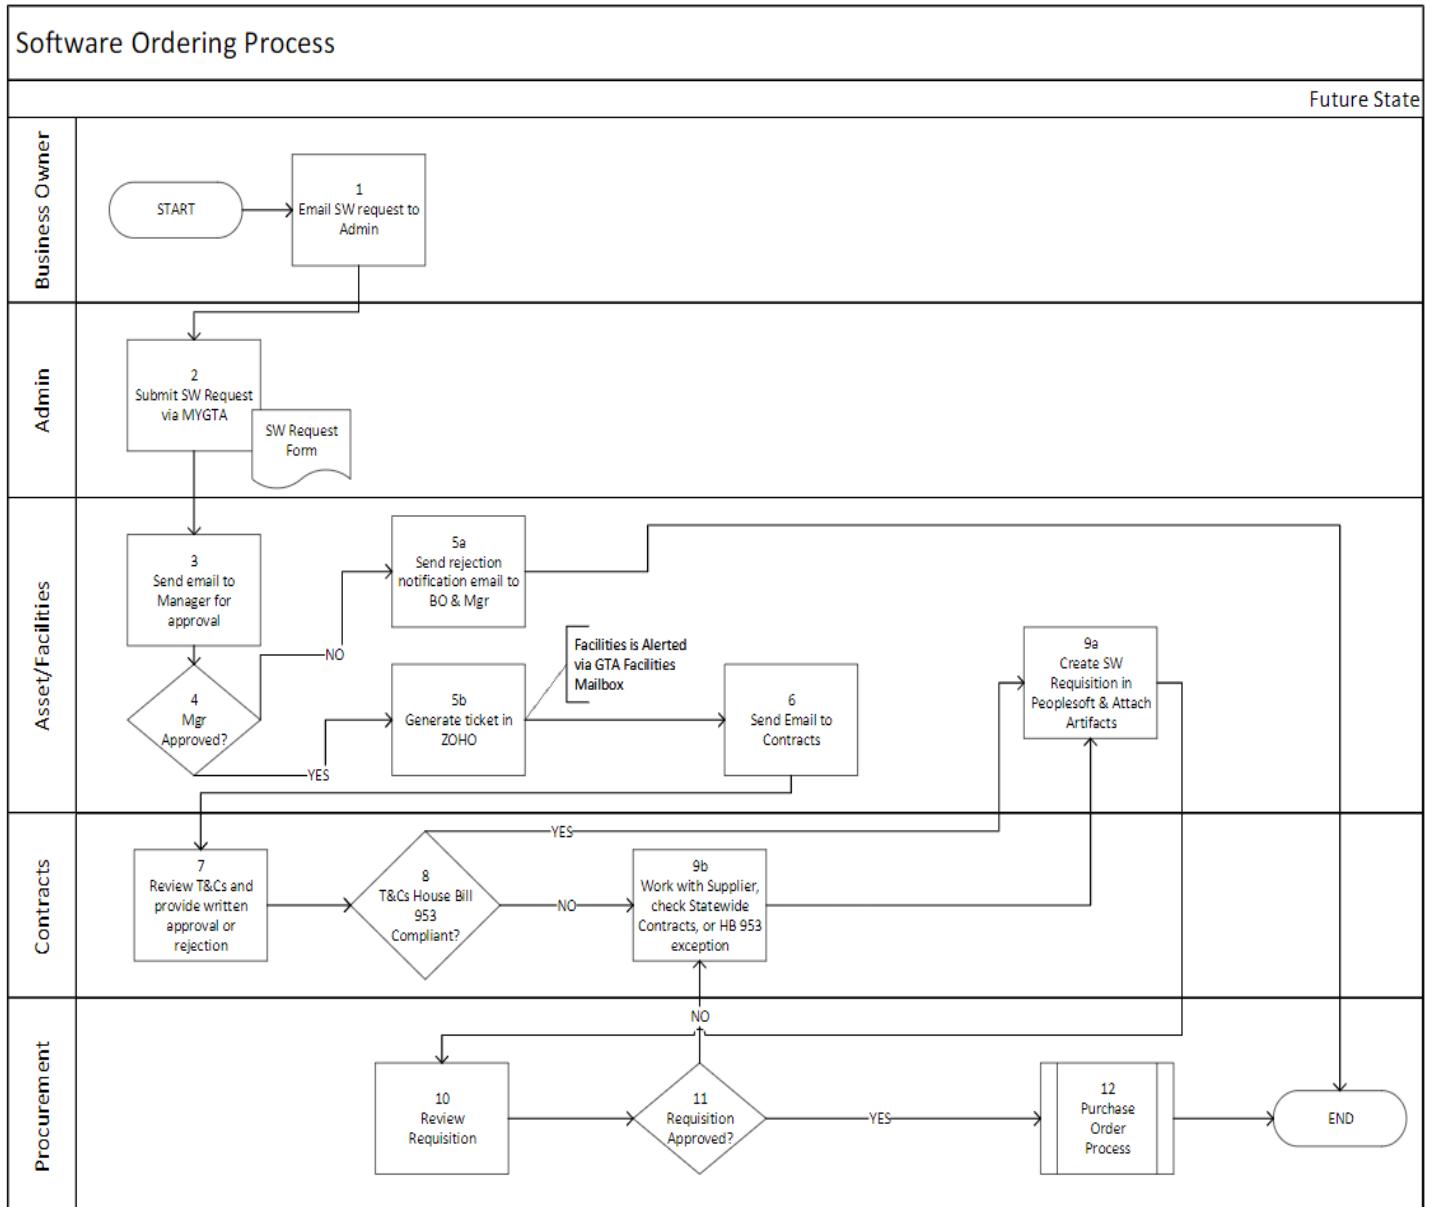 Software Ordering Process
Future State
Business Owner
START
1
Email SW request to
Admin
Admin
2
Submit SW Request
via MYGTA
SW Request
Form
Asset/Facilities
3
Send email to
Manager for
approval
4
Mgr
Approved?
NO
YES
5a
Send rejection
notification email to
BO & Mgr
5b
Generate ticket in
ZOHO
Facilities is Alerted
via GTA Facilities
Mailbox
6
Send Email to
Contracts
9a
Create SW
Requisition in
Peoplesoft & Attach
Artifacts
Contracts
7
Review T&Cs and
provide written
approval or
rejection
8
T&Cs House Bill
953
Compliant?
YES
NO
9b
Work with Supplier,
check Statewide
Contracts, or HB 953
exception
Procurement
10
Review
Requisition
NO
11
Requisition
Approved?
YES
12
Purchase
Order
Process
END